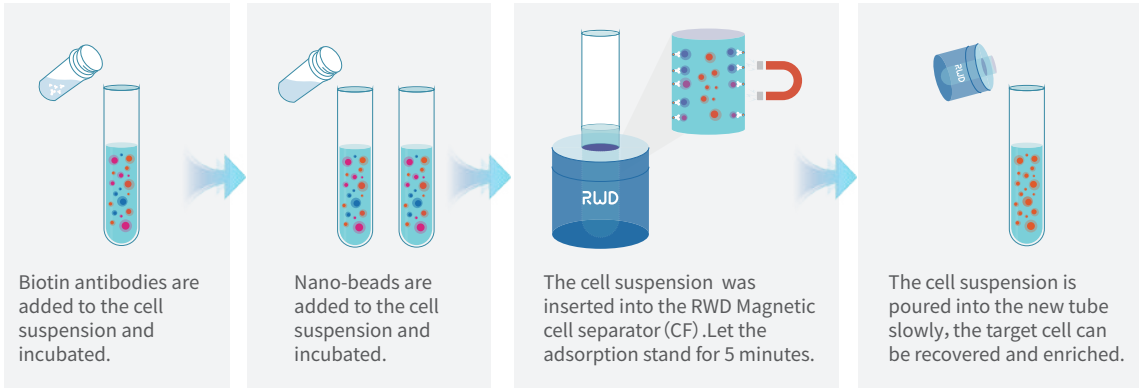 RWD
RWD
Biotin antibodies are
added to the cell
suspension and
incubated.
Nano-beads are
added to the cell
suspension and
incubated.
The cell suspension was
inserted into the RWD Magnetic
cell separator (CF) .Let the
adsorption stand for 5 minutes.
The cell suspension is
poured into the new tube
slowly, the target cell can
be recovered and enriched.